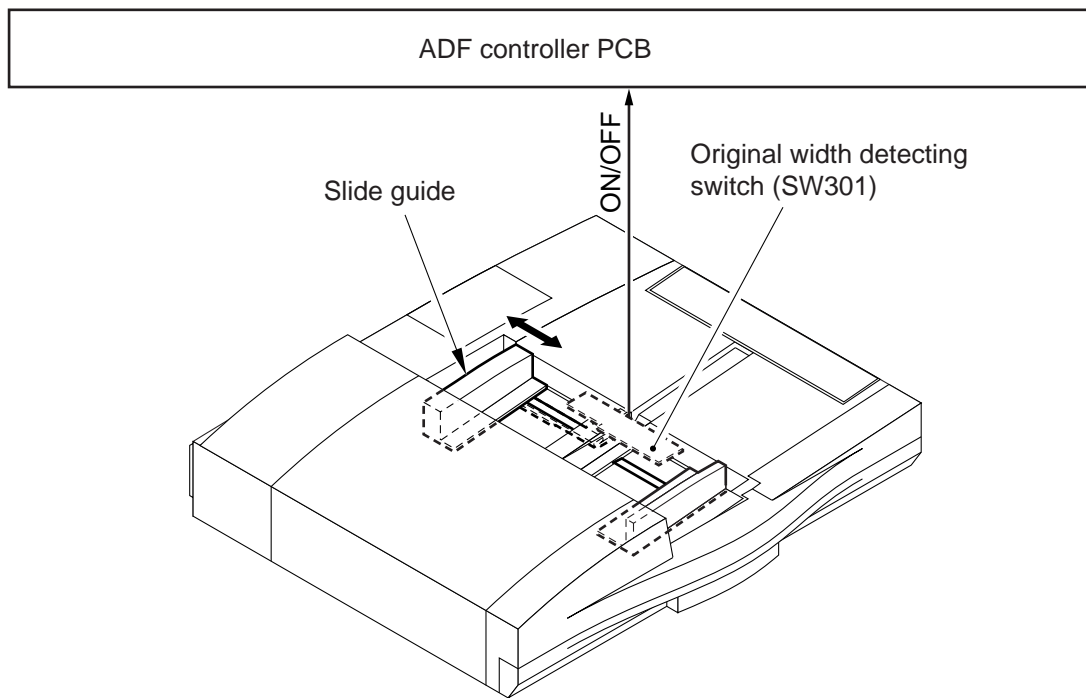 ADF controller PCB
ON/OFF
Original width detecting
switch (SW301)
Slide guide